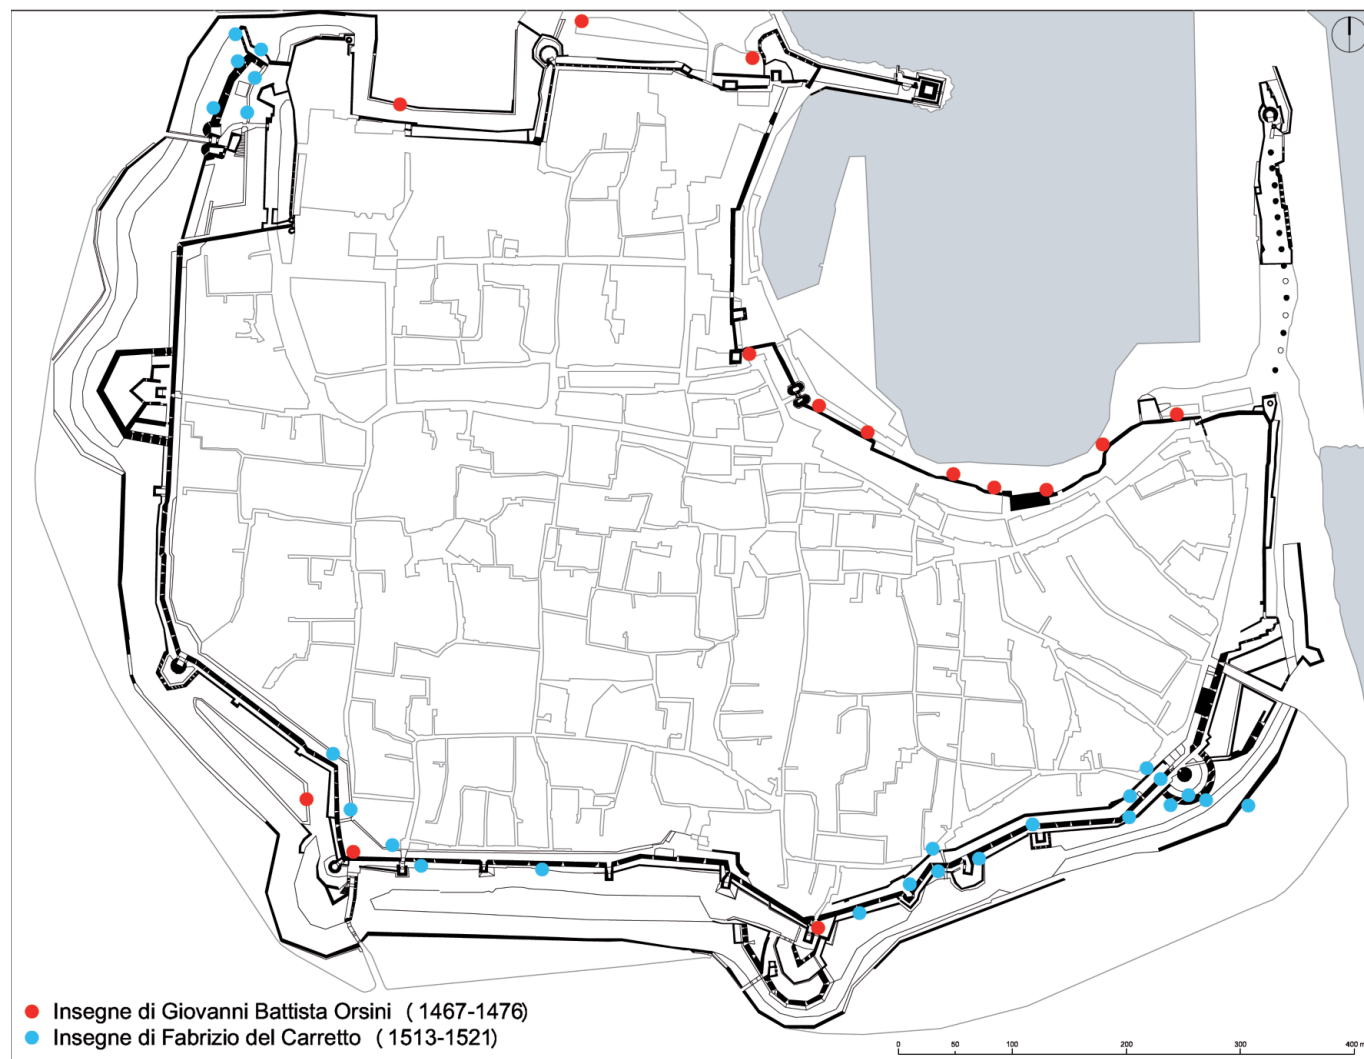 Insegne di Giovanni Battista Orsini ( 1467-1476)
Insegne di Fabrizio del Carretto ( 1513-1521)
0 50 100 200 300 400 m